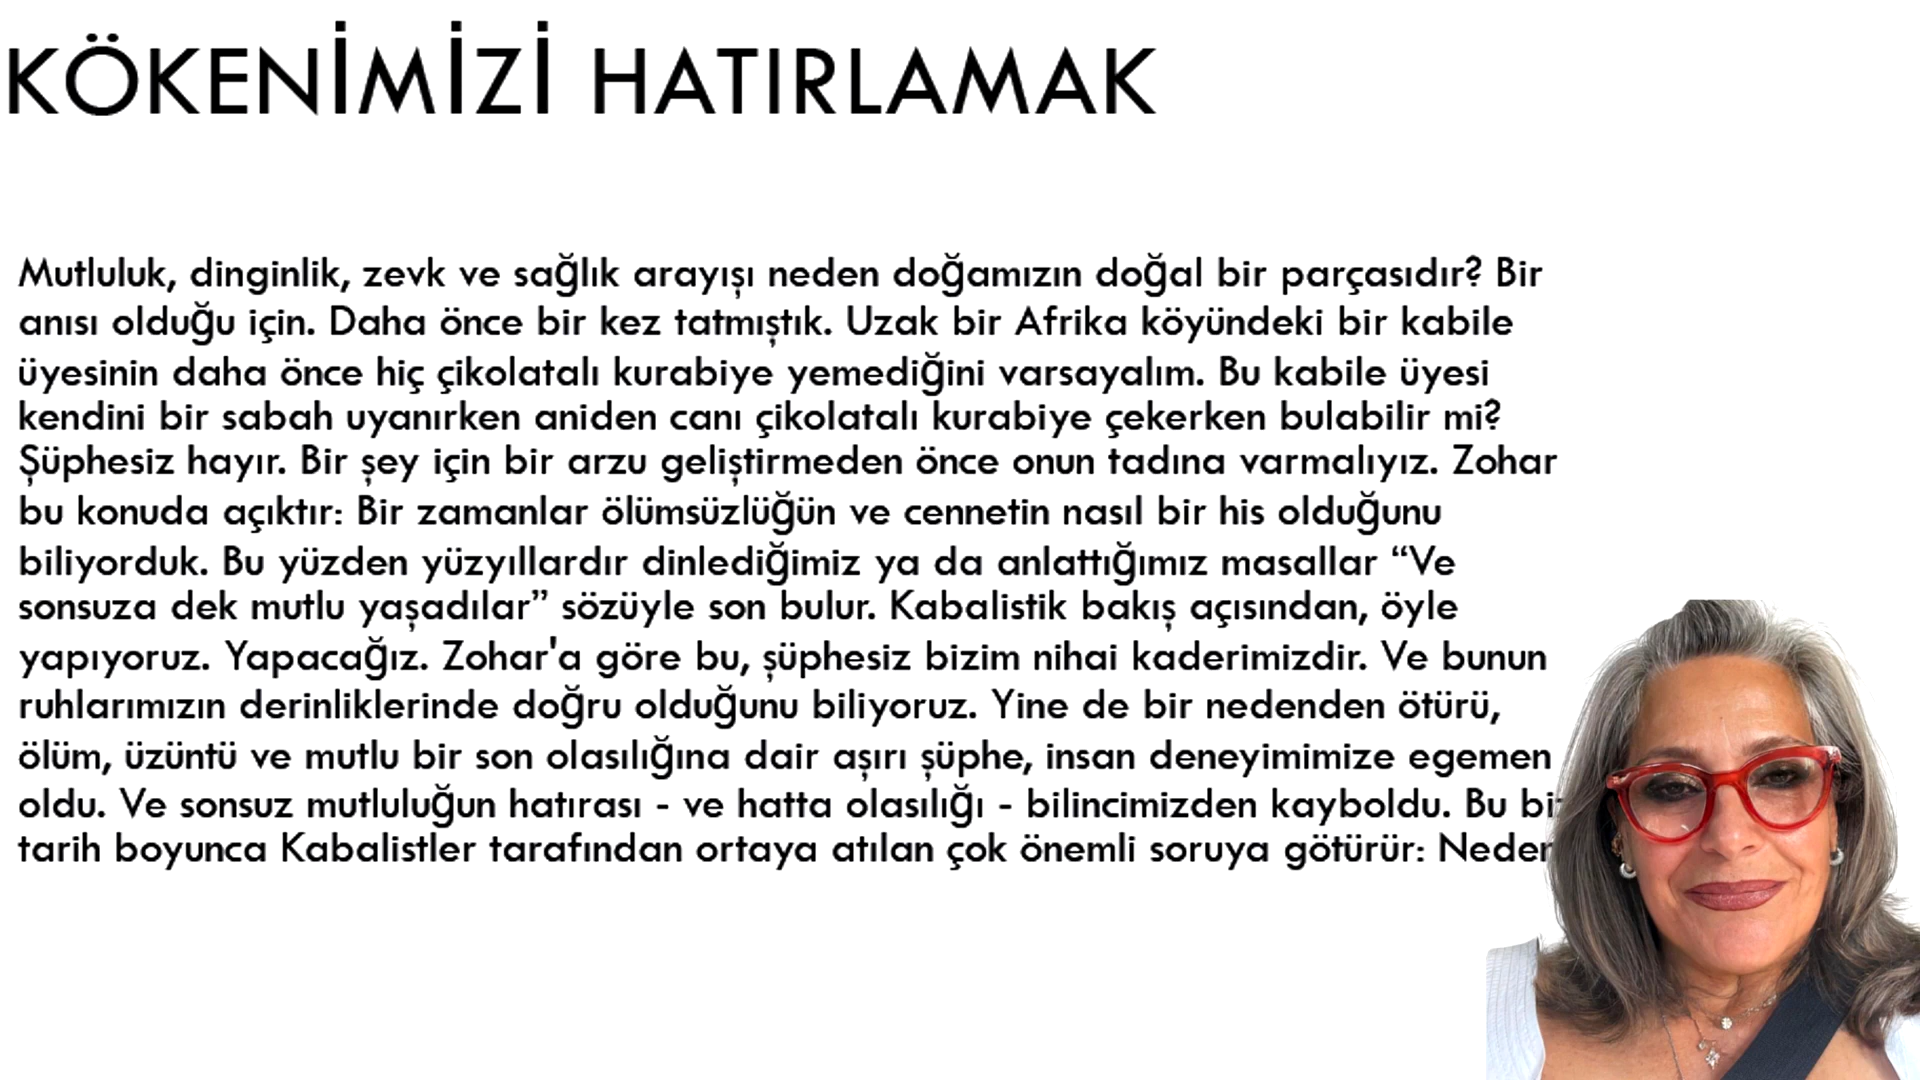 KÖKENİMİZİ HATIRLAMAK
Mutluluk, dinginlik, zevk ve sağlık arayışı neden doğamızın doğal bir parçasıdır? Bir
anısı olduğu için. Daha önce bir kez tatmıştık. Uzak bir Afrika köyündeki bir kabile
üyesinin daha önce hiç çikolatalı kurabiye yemediğini varsayalım. Bu kabile üyesi
kendini bir sabah uyanırken aniden canı çikolatalı kurabiye çekerken bulabilir mi?
Şüphesiz hayır. Bir şey için bir arzu geliştirmeden önce onun tadına varmalıyız. Zohar
bu konuda açıktır: Bir zamanlar ölümsüzlüğün ve cennetin nasıl bir his olduğunu
biliyorduk. Bu yüzden yüzyıllardır dinlediğimiz ya da anlattığımız masallar “Ve
sonsuza dek mutlu yaşadılar” sözüyle son bulur. Kabalistik bakış açısından, öyle
yapıyoruz. Yapacağız. Zohar'a göre bu, şüphesiz bizim nihai kaderimizdir. Ve bunun
ruhlarımızın derinliklerinde doğru olduğunu biliyoruz. Yine de bir nedenden ötürü,
ölüm, üzüntü ve mutlu bir son olasılığına dair aşırı şüphe, insan deneyimimize egemen
oldu. Ve sonsuz mutluluğun hatırası - ve hatta olasılığı - bilincimizden kayboldu. Bu
tarih boyunca Kabalistler tarafından ortaya atılan çok önemli soruya götürür: Neden